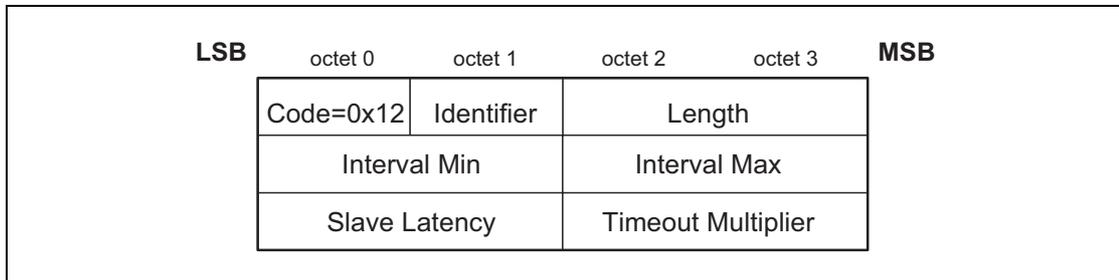 LSB octet 0 octet 1 octet 2 octet 3 MSB
Code=0x12 Identifier Length
Interval Min Interval Max
Slave Latency Timeout Multiplier